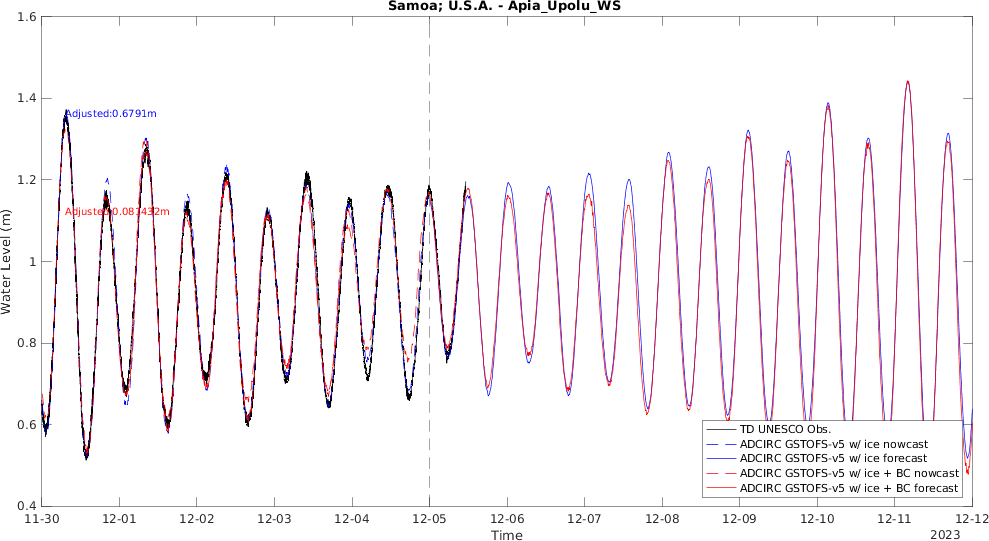 Samoa; U.S.A. - Apia_Upolu_WS
Water Level (m)
1.6
1.4
1.2
1
0.8
0.6
0.4
Adjusted:0.6791m
Adjusted:0.081432m
TD UNESCO Obs.
ADCIRC GSTOFS-v5 w/ ice nowcast
ADCIRC GSTOFS-v5 w/ ice forecast
ADCIRC GSTOFS-v5 w/ ice + BC nowcast
ADCIRC GSTOFS-v5 w/ ice + BC forecast
11-30 12-01 12-02 12-03 12-04 12-05 12-06 12-07 12-08 12-09 12-10 12-11 12-12
Time
2023